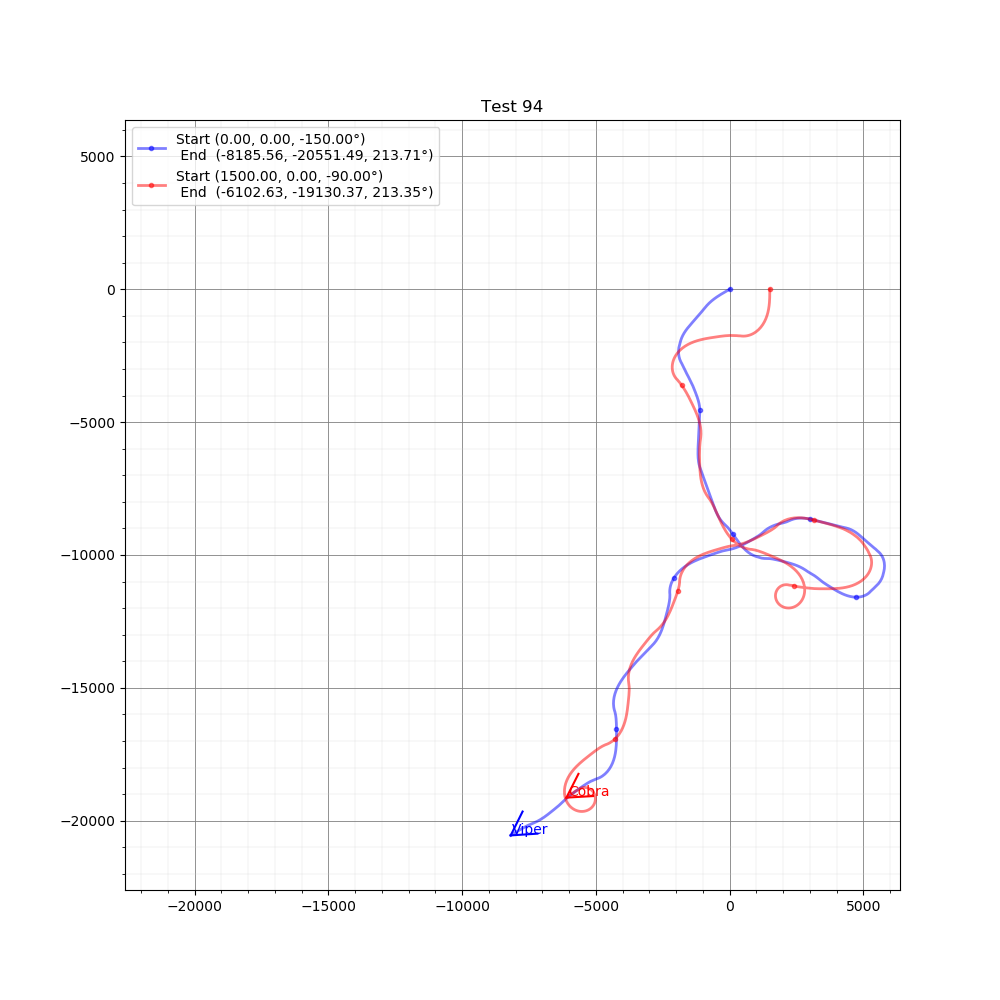 Test 94
Start (0.00, 0.00, -150.00°)
End (-8185.56, -20551.49, 213.71°)
Start (1500.00, 0.00, -90.00°)
End (-6102.63, -19130.37, 213.35°)
5000
0
−5000
−10000
−15000
−20000
Cobra
Viper
−20000 −15000 −10000 −5000 0 5000